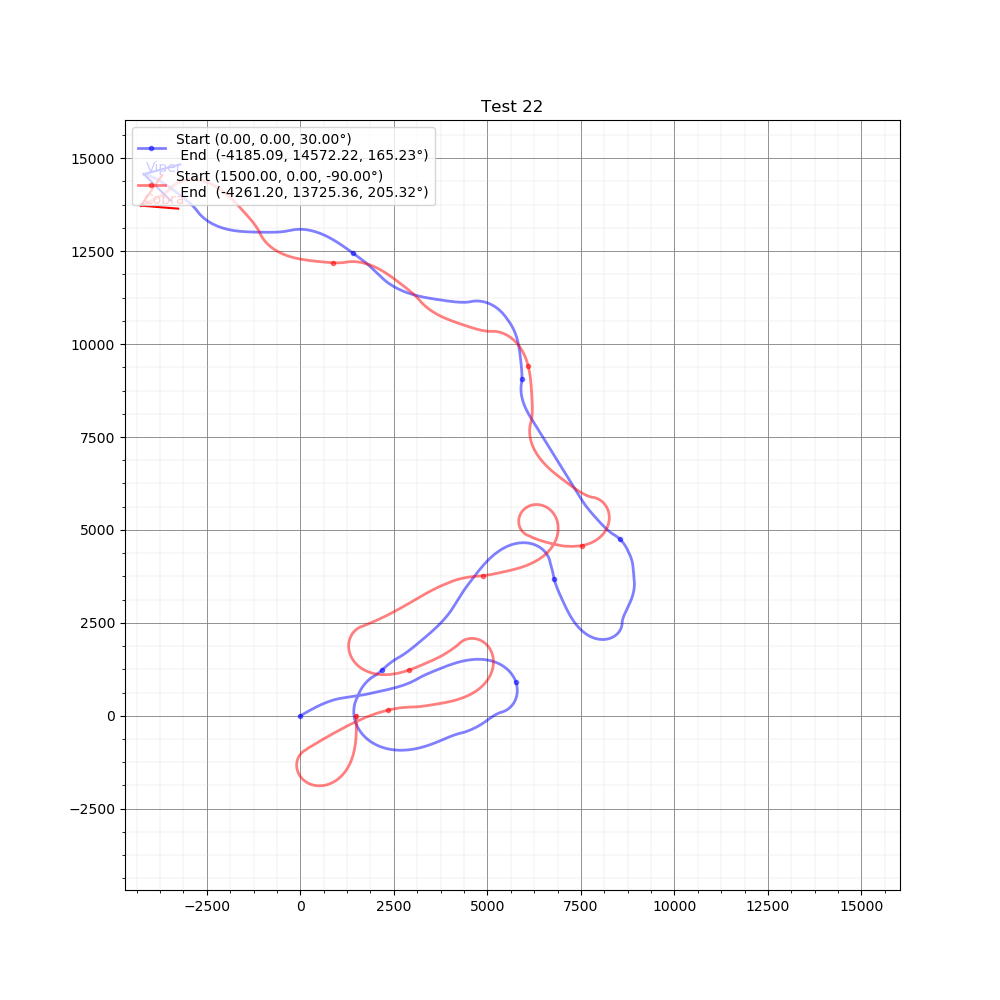 Test 22
Start (0.00, 0.00, 30.00°)
End (-4185.09, 14572.22, 165.23°)
Start (1500.00, 0.00, -90.00°)
End (-4261.20, 13725.36, 205.32°)
Viper
Cobra
15000
12500
10000
7500
5000
2500
0
−2500
−2500
0
2500
5000
7500
10000
12500
15000